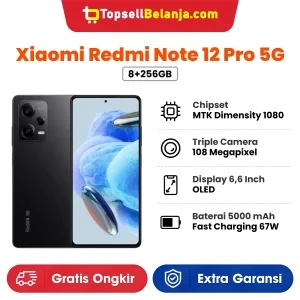 TopsellBelanja.com
Xiaomi Redmi Note 12 Pro 5G
8+256GB
Chipset
MTK Dimensity 1080
Triple Camera
108 Megapixel
Display 6,6 Inch
OLED
Baterai 5000 mAh
Fast Charging 67W
Gratis Ongkir
Extra Garansi